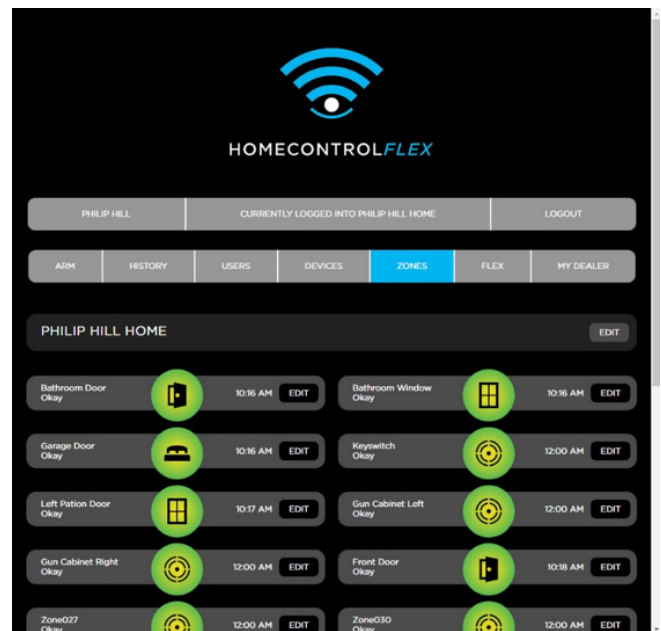 HOMECONTROLFLEX
PHILIP HILL
CURRENTLY LOGGED INTO PHILIP HILL HOME
LOGOUT
ARM
HISTORY
USERS
DEVICES
ZONES
FLEX
MY DEALER
PHILIP HILL HOME
EDIT
Bathroom Door
Okay
10:16 AM
EDIT
Bathroom Window
Okay
10:16 AM
EDIT
Garage Door
Okay
10:16 AM
EDIT
Keyswitch
Okay
12:00 AM
EDIT
Left Pation Door
Okay
10:17 AM
EDIT
Gun Cabinet Left
Okay
12:00 AM
EDIT
Gun Cabinet Right
Okay
12:00 AM
EDIT
Front Door
Okay
10:18 AM
EDIT
Zone027
Okay
12:00 AM
EDIT
Zone030
Okay
12:00 AM
EDIT